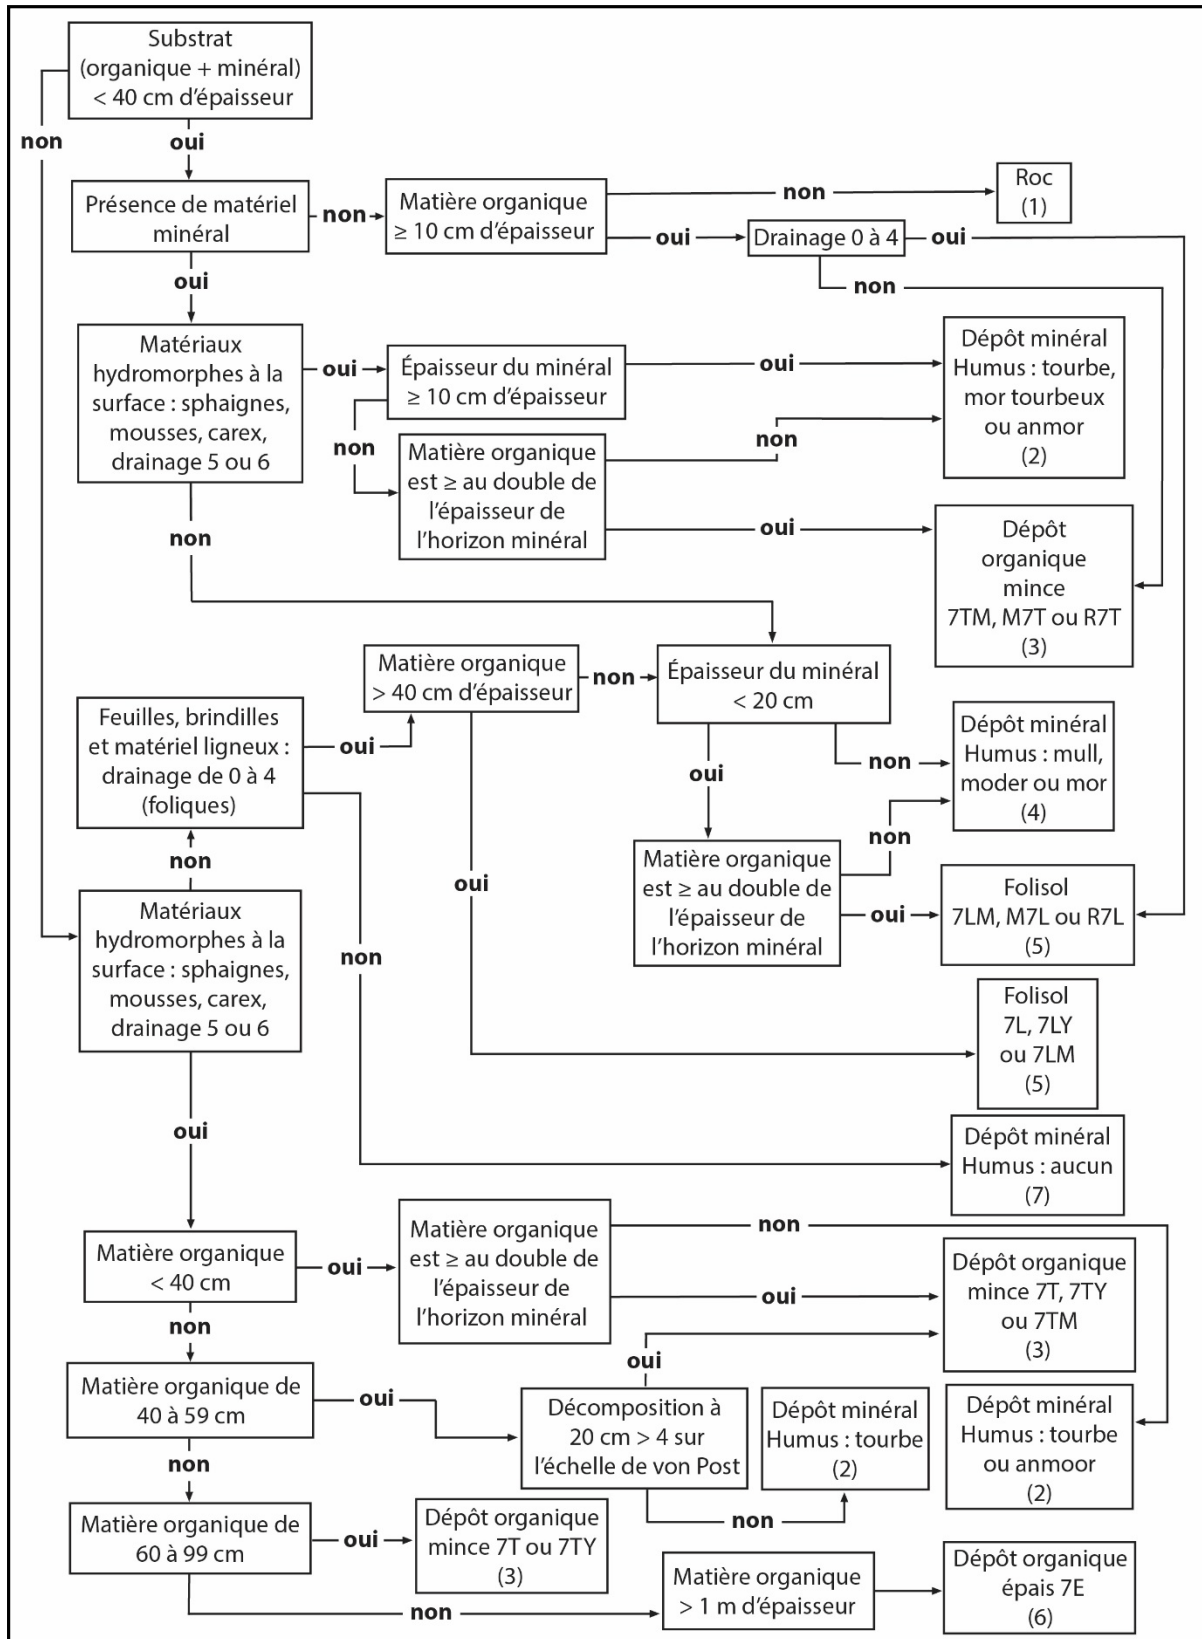 Substrat
(organique + minéral)
< 40 cm d'épaisseur
non
oui
Présence de matériel
minéral
non
Matière organique
≥ 10 cm d'épaisseur
non
Roc
(1)
oui
Drainage 0 à 4
oui
non
oui
Matériaux
hydromorphes à la
surface : sphaignes,
mousses, carex,
drainage 5 ou 6
oui
Épaisseur du minéral
≥ 10 cm d'épaisseur
oui
Dépôt minéral
Humus : tourbe,
mor tourbeux
ou anmor
(2)
non
Matière organique
est ≥ au double de
l'épaisseur de
l'horizon minéral
non
oui
Dépôt
organique
mince
7TM, M7T ou R7T
(3)
non
Matière organique
> 40 cm d'épaisseur
non
Épaisseur du minéral
< 20 cm
Feuilles, brindilles
et matériel ligneux :
drainage de 0 à 4
(foliques)
oui
non
Dépôt minéral
Humus : mull,
moder ou mor
(4)
oui
non
Matière organique
est ≥ au double de
l'épaisseur de
l'horizon minéral
oui
Folisol
7LM, M7L ou R7L
(5)
non
Matériaux
hydromorphes à la
surface : sphaignes,
mousses, carex,
drainage 5 ou 6
non
oui
Folisol
7L, 7LY
ou 7LM
(5)
oui
Dépôt minéral
Humus : aucun
(7)
Matière organique
< 40 cm
oui
Matière organique
est ≥ au double de
l'épaisseur de
l'horizon minéral
non
oui
Dépôt organique
mince 7T, 7TY
ou 7TM
(3)
non
Matière organique de
40 à 59 cm
oui
oui
Décomposition à
20 cm > 4 sur
l'échelle de von Post
Dépôt minéral
Humus : tourbe
(2)
Dépôt minéral
Humus : tourbe
ou anmoor
(2)
non
non
Matière organique de
60 à 99 cm
oui
Dépôt organique
mince 7T ou 7TY
(3)
non
Matière organique
> 1 m d'épaisseur
Dépôt organique
épais 7E
(6)